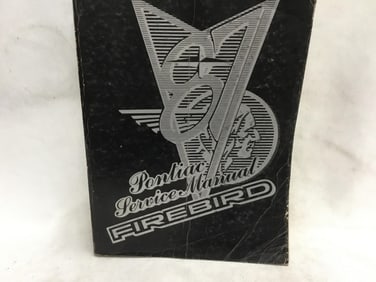 67
Pontiac
Service Manual
FIREBIRD